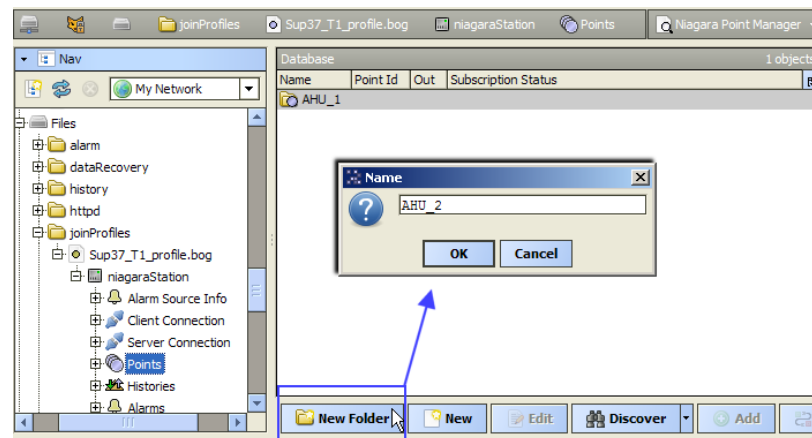 joinProfiles Sup37_T1_profile.bog niagaraStation Points Niagara Point Manager
Nav
My Network
Files
alarm
dataRecovery
history
httpd
joinProfiles
Sup37_T1_profile.bog
niagaraStation
Alarm Source Info
Client Connection
Server Connection
Points
Histories
Alarms
Database 1 objects
Name Point Id Out Subscription Status
AHU_1
Name
AHU_2
OK Cancel
New Folder New Edit Discover Add